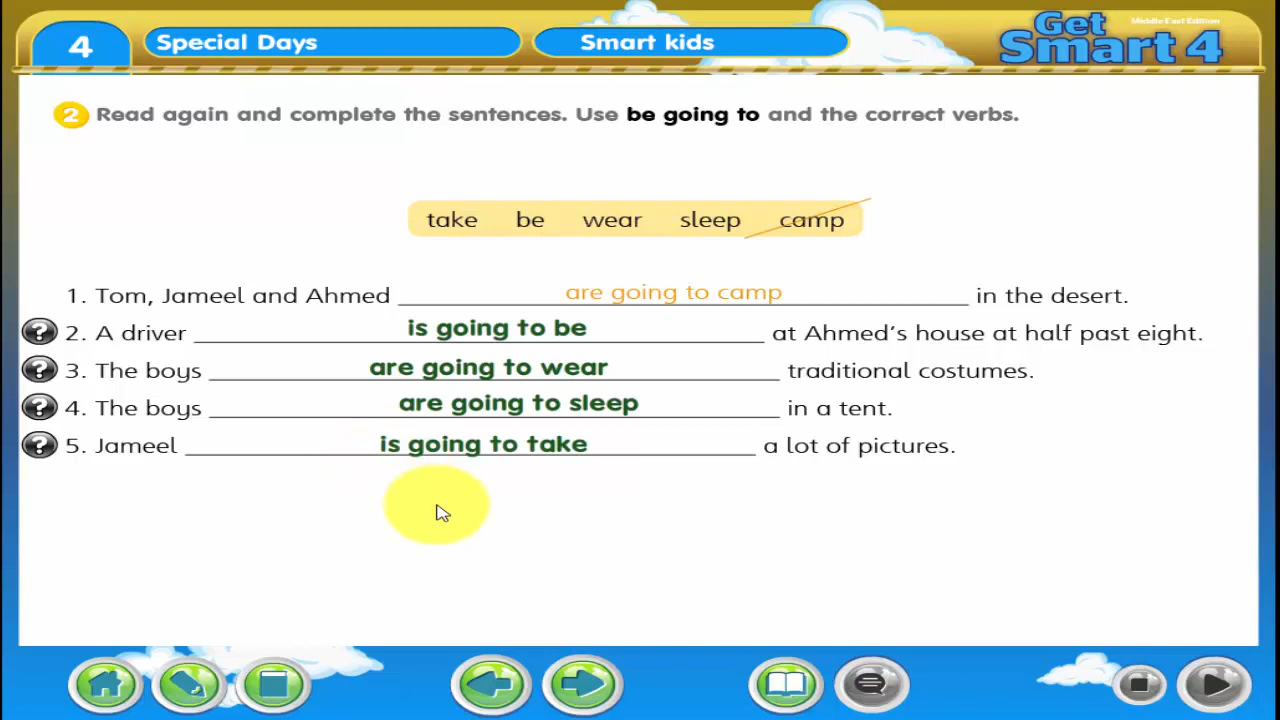 4 Special Days Smart kids Middle East Edition
Get
Smart 4
2 Read again and complete the sentences. Use be going to and the correct verbs.
take be wear sleep camp
1. Tom, Jameel and Ahmed are going to camp in the desert.
? 2. A driver is going to be at Ahmed's house at half past eight.
? 3. The boys are going to wear traditional costumes.
? 4. The boys are going to sleep in a tent.
? 5. Jameel is going to take a lot of pictures.